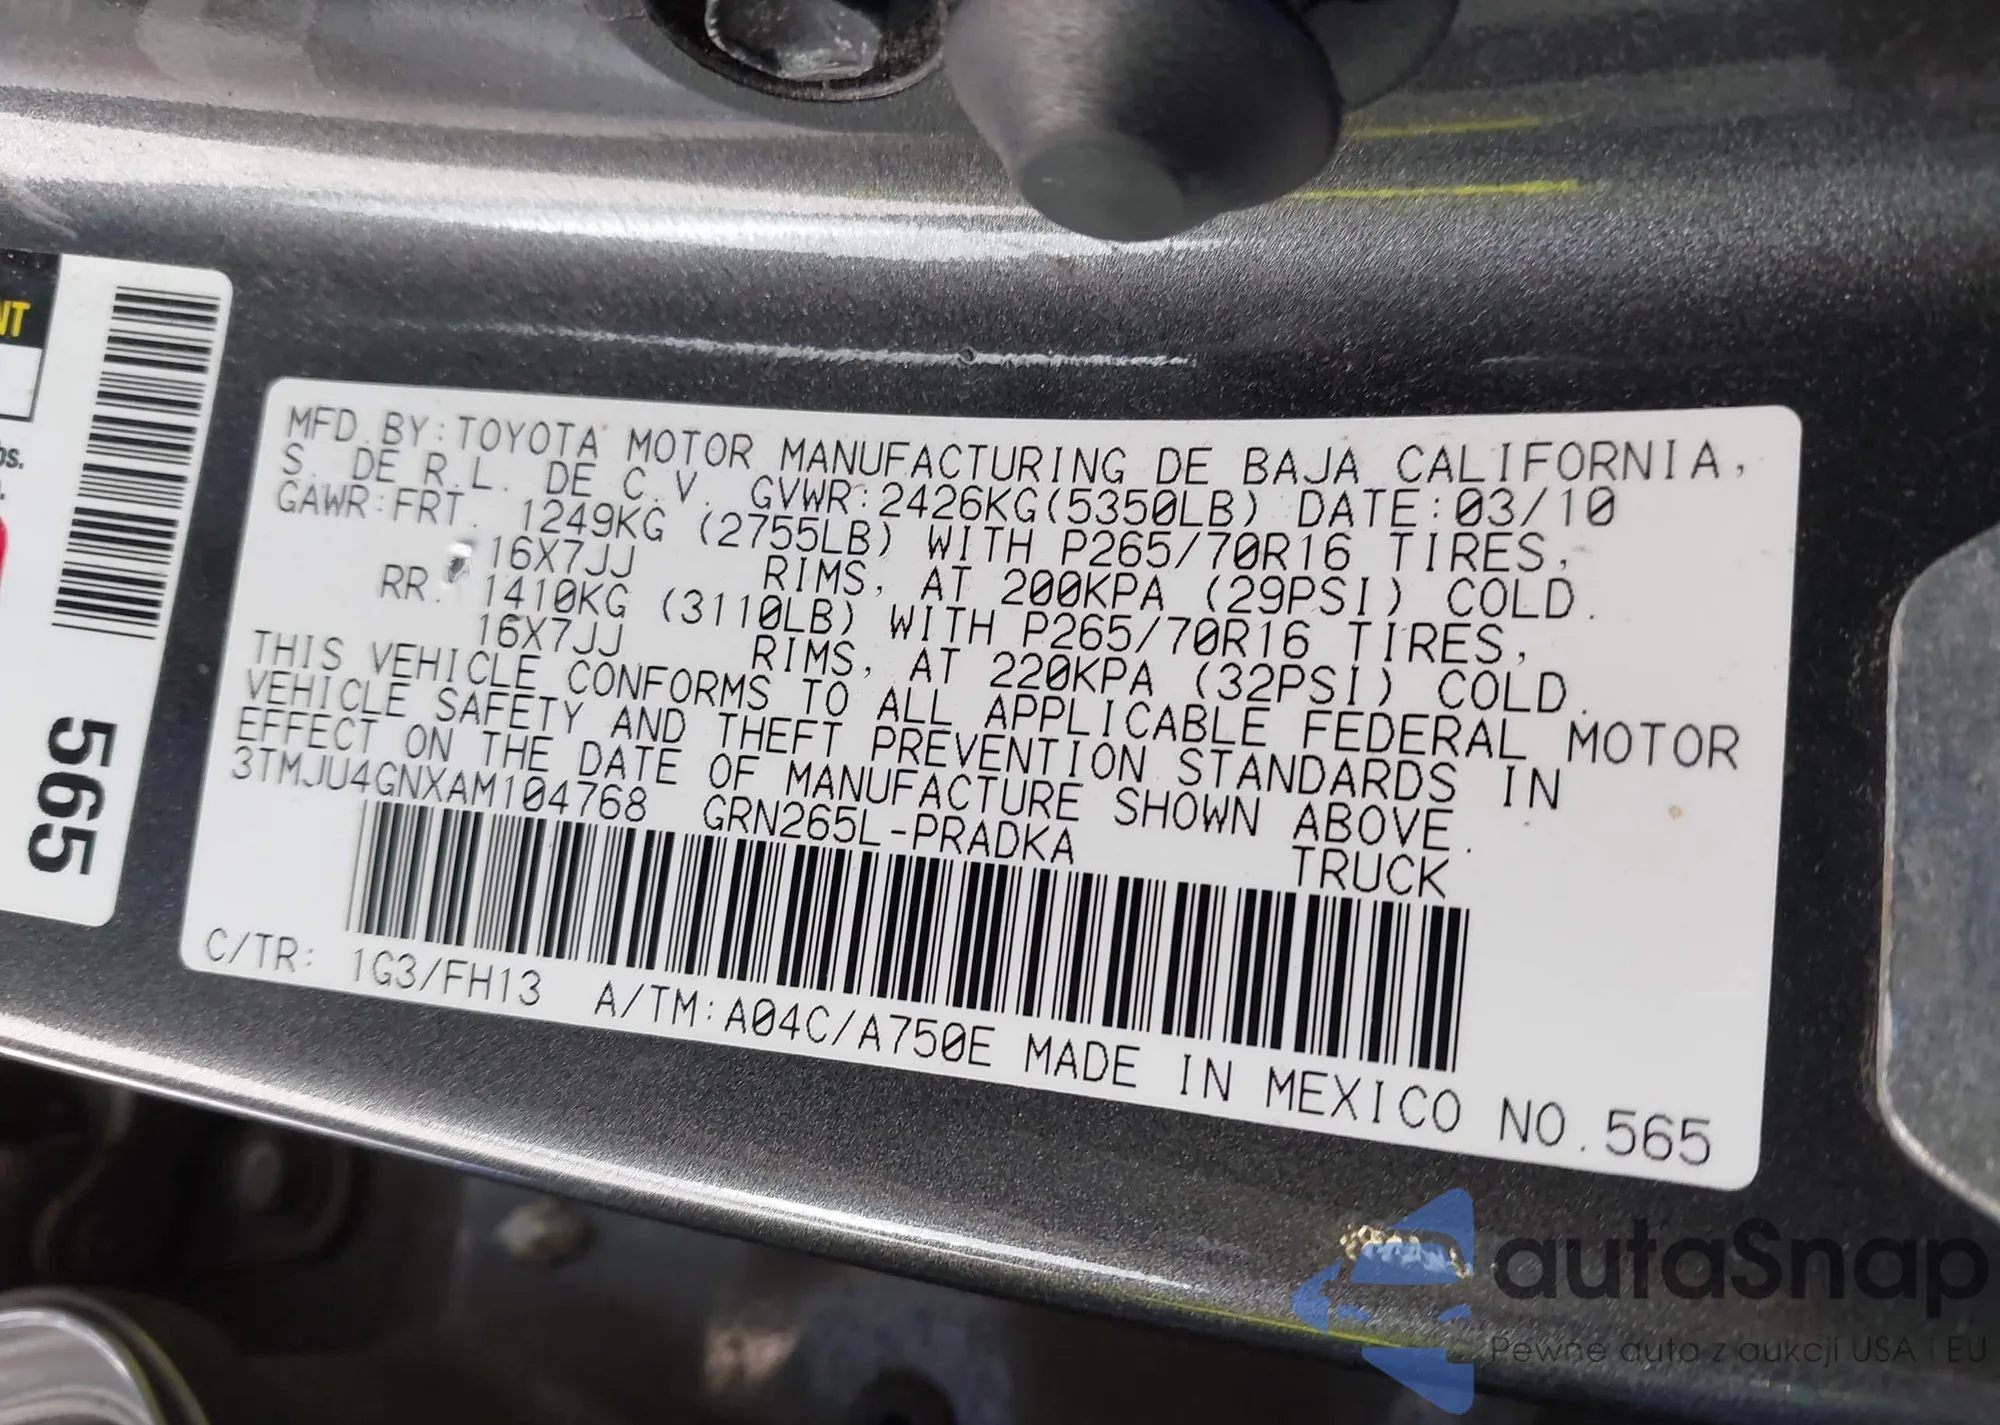 NT
bs.
565
MFD.BY:TOYOTA MOTOR MANUFACTURING DE BAJA CALIFORNIA,
S. DE R.L. DE C.V. GVWR:2426KG(5350LB) DATE:03/10
GAWR:FRT. 1249KG (2755LB) WITH P265/70R16 TIRES,
16X7JJ RIMS, AT 200KPA (29PSI) COLD.
RR. 1410KG (3110LB) WITH P265/70R16 TIRES,
16X7JJ RIMS, AT 220KPA (32PSI) COLD.
THIS VEHICLE CONFORMS TO ALL APPLICABLE FEDERAL MOTOR
VEHICLE SAFETY AND THEFT PREVENTION STANDARDS IN
EFFECT ON THE DATE OF MANUFACTURE SHOWN ABOVE.
3TMJU4GNXAM104768 GRN265L-PRADKA TRUCK
C/TR: 1G3/FH13 A/TM:A04C/A750E MADE IN MEXICO NO.565
autaSnap
Pewne auta z aukcji USA i EU